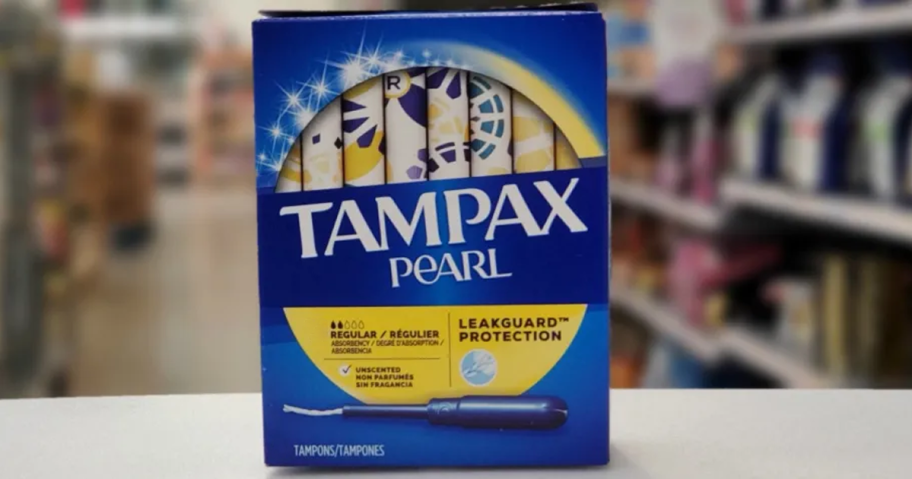 R
TAMPAX
PEARL
REGULAR / RÉGULIER
ABSORBENCY / DEGRÉ D'ABSORPTION /
ABSORBENCIA
UNSCENTED
NON PARFUMÉS
SIN FRAGANCIA
LEAKGUARD™
PROTECTION
TAMPONS/TAMPONES